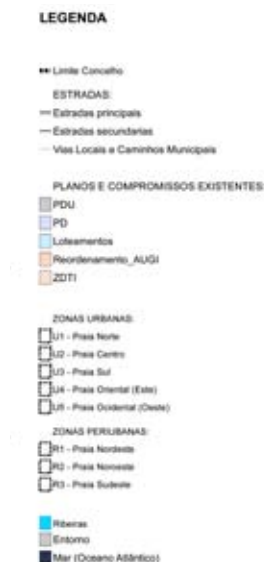 LEGENDA
Limite Concelho
ESTRADAS:
Estradas principais
Estradas secundarias
Vias Locais e Caminhos Municipais
PLANOS E COMPROMISSOS EXISTENTES:
PDU
PD
Loteamentos
Reordenamento_AUGI
ZDTI
ZONAS URBANAS:
U1 - Praia Norte
U2 - Praia Centro
U3 - Praia Sul
U4 - Praia Oriental (Este)
U5 - Praia Ocidental (Oeste)
ZONAS PERIUBANAS:
R1 - Praia Nordeste
R2 - Praia Noroeste
R3 - Praia Sudeste
Ribeiras
Entorno
Mar (Oceano Atlântico)